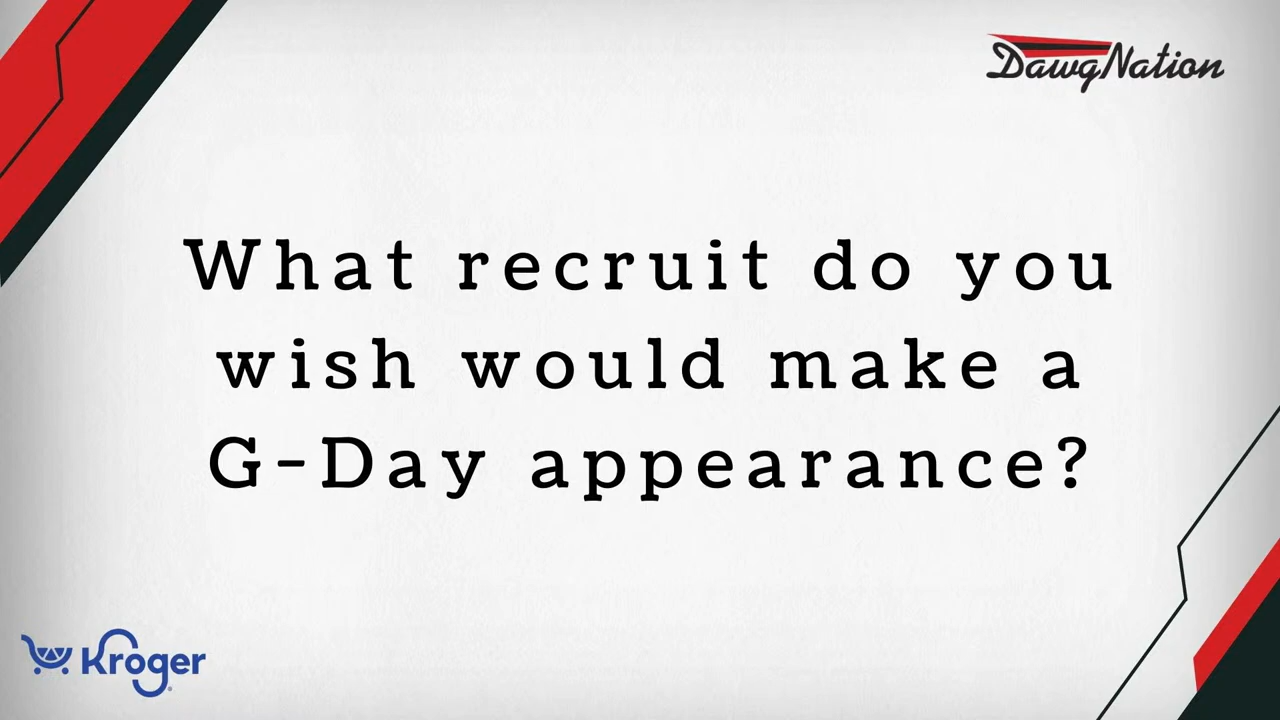 DawgNation
What recruit do you
wish would make a
G-Day appearance?
Kroger